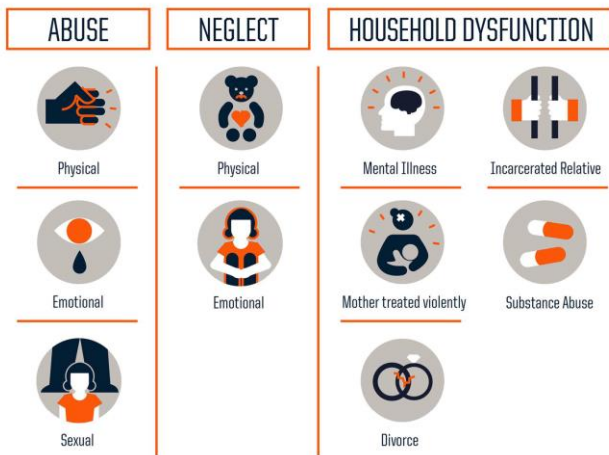 ABUSE
NEGLECT
HOUSEHOLD DYSFUNCTION
Physical
Physical
Mental Illness
Incarcerated Relative
Emotional
Emotional
Mother treated violently
Substance Abuse
Sexual
Divorce